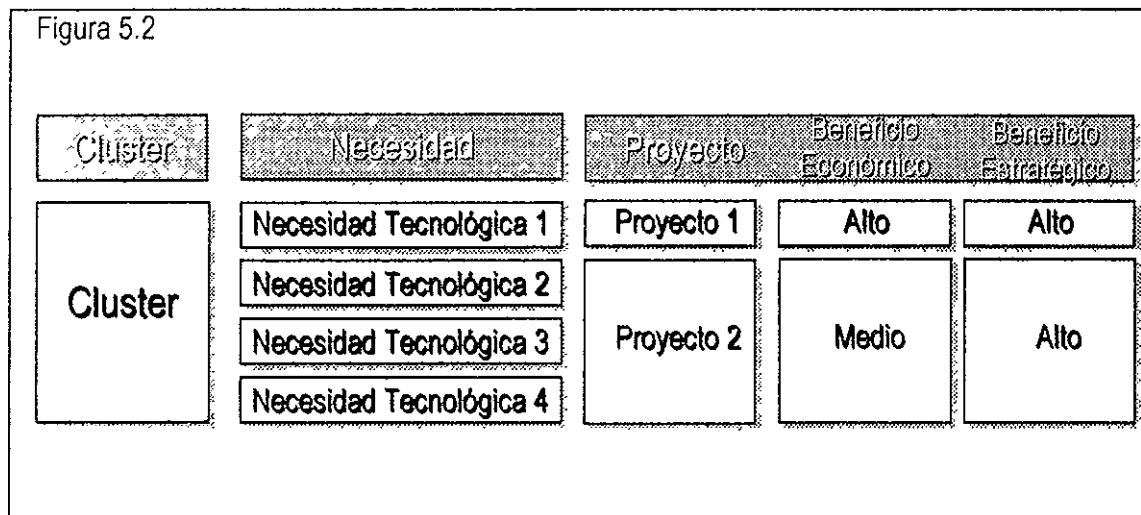 Figura 5.2
Cluster Necesidad Proyecto Beneficio Económico Beneficio Estratégico
Necesidad Tecnológica 1 Proyecto 1 Alto Alto
Cluster
Necesidad Tecnológica 2
Necesidad Tecnológica 3 Proyecto 2 Medio Alto
Necesidad Tecnológica 4